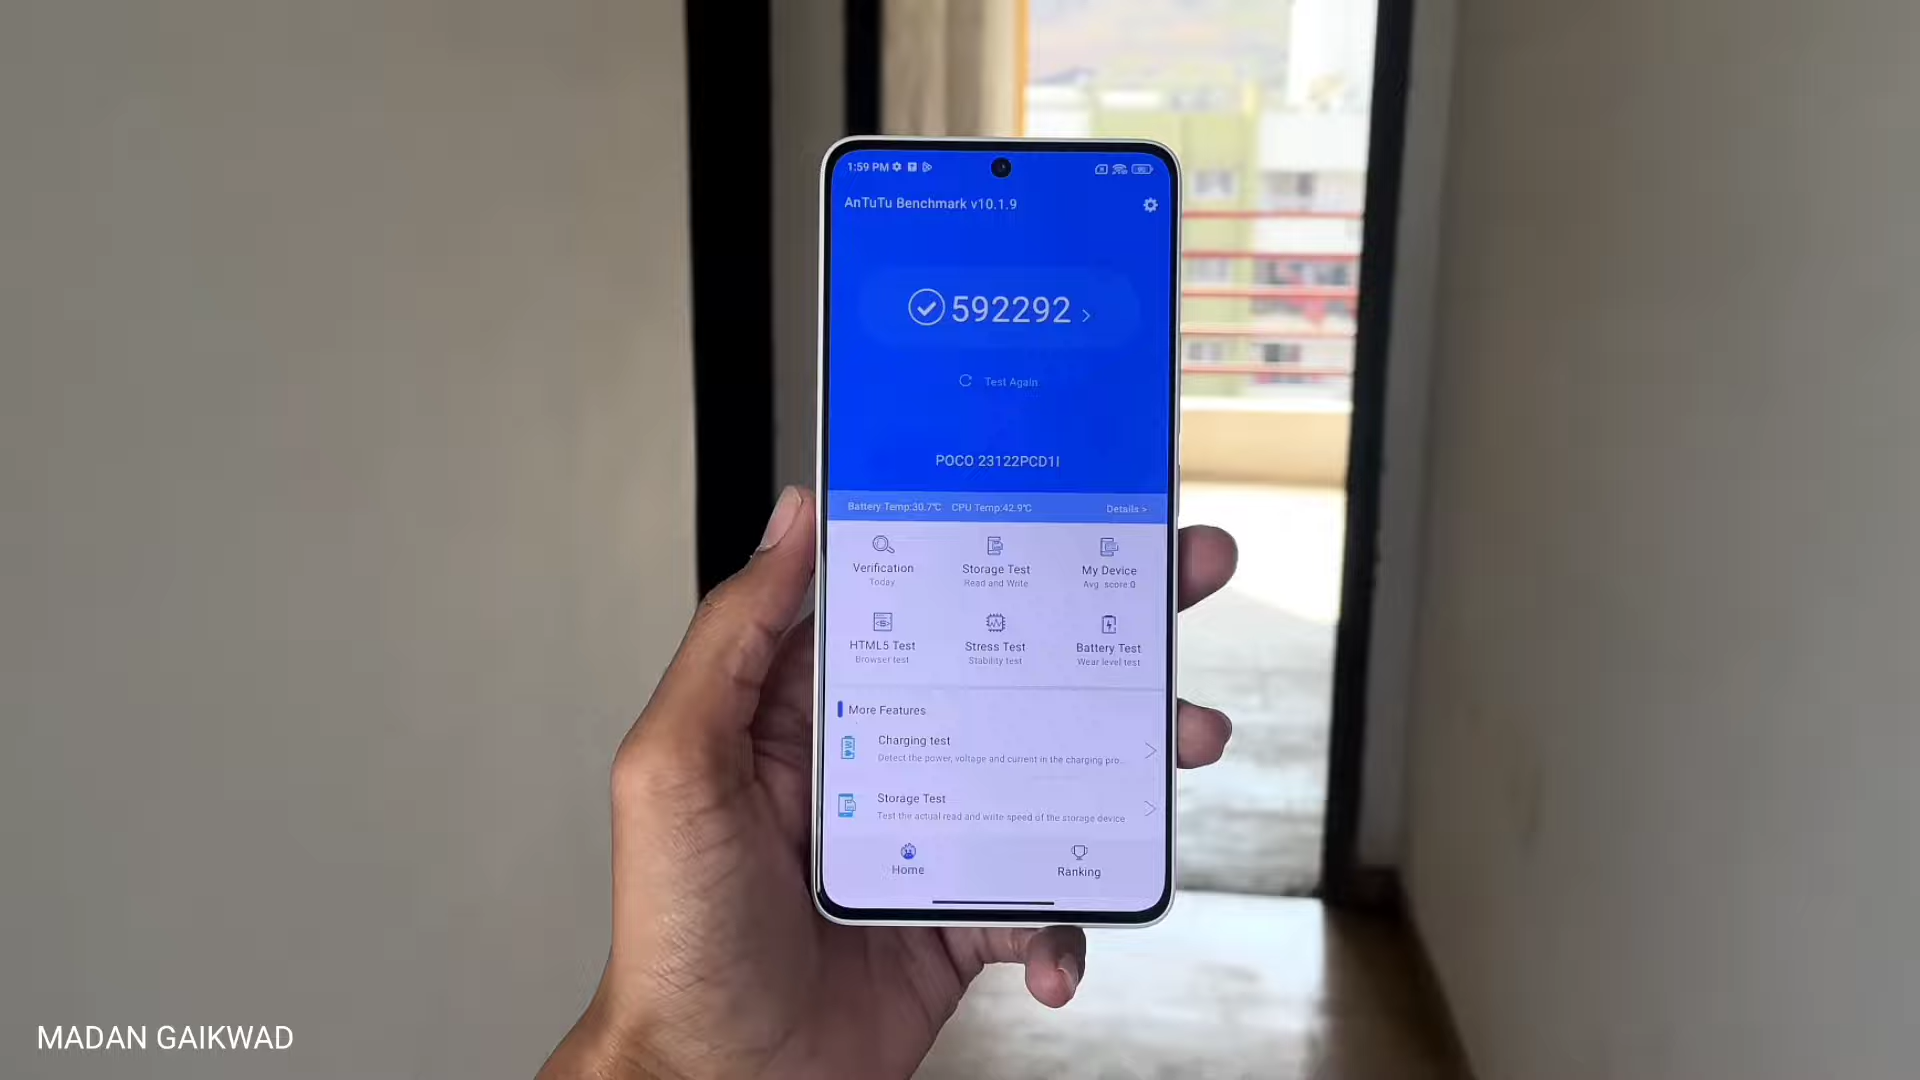 1:59 PM
AnTuTu Benchmark v10.1.9
592292
Test Again
POCO 23122PCD1I
Battery Temp:30.7℃ CPU Temp:42.9℃ Details >
Verification
Today
Storage Test
Read and Write
My Device
Avg. score 0
HTML5 Test
Browser test
Stress Test
Stability test
Battery Test
Wear level test
More Features
Charging test
Detect the power, voltage and current in the charging pro...
Storage Test
Test the actual read and write speed of the storage device
Home
Ranking
MADAN GAIKWAD